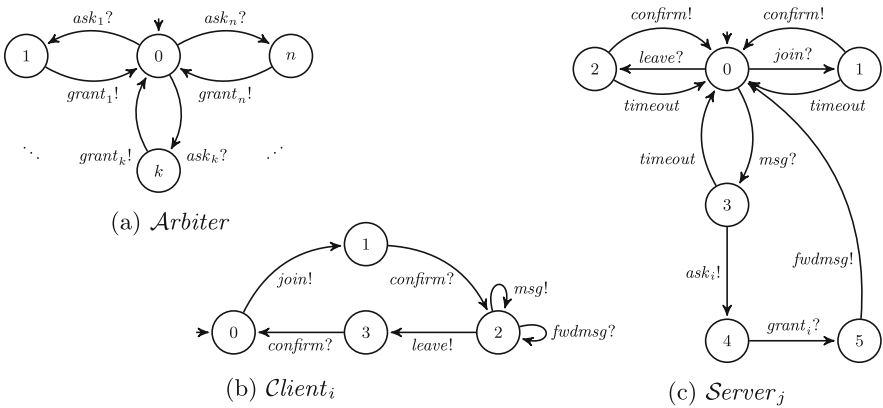 ask₁? askₙ?
1 0 n
grant₁! grantₙ!
grantₖ! askₖ?
k
(a) Arbiter
1
join! confirm? msg!
0 3 2 fwdmsg?
confirm? leave!
(b) Clientᵢ
confirm! confirm!
2 leave? 0 join? 1
timeout timeout
timeout msg?
3
askᵢ! fwdmsg!
4 grantᵢ? 5
(c) Serverⱼ